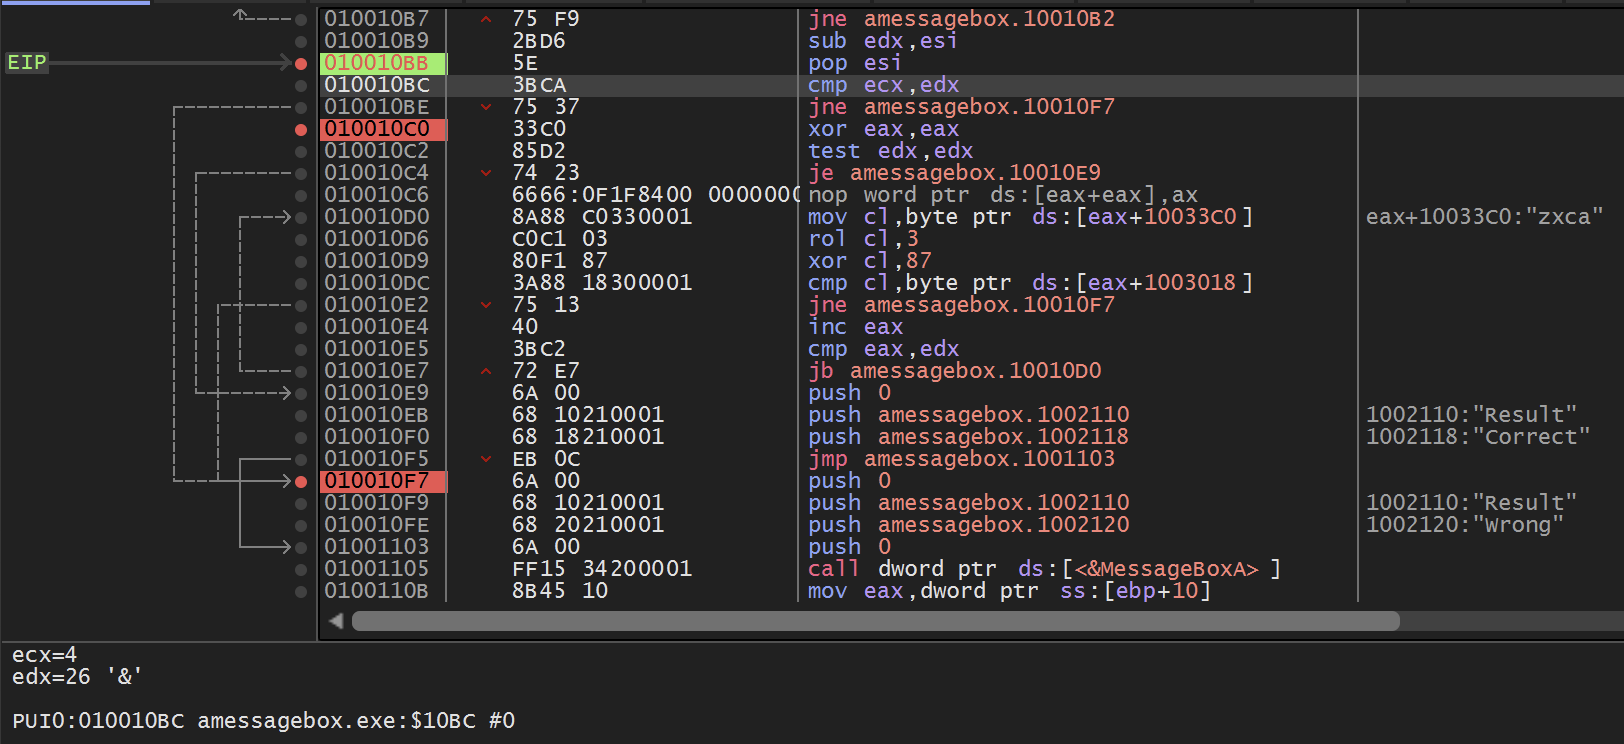 010010B7 75 F9 jne amessagebox.10010B2
010010B9 2BD6 sub edx,esi
EIP 010010BB 5E pop esi
010010BC 3BCA cmp ecx,edx
010010BE 75 37 jne amessagebox.10010F7
010010C0 33C0 xor eax,eax
010010C2 85D2 test edx,edx
010010C4 74 23 je amessagebox.10010E9
010010C6 6666:0F1F8400 0000000 nop word ptr ds:[eax+eax],ax
010010D0 8A88 C0330001 mov cl,byte ptr ds:[eax+10033C0] eax+10033C0:"zxca"
010010D6 C0C1 03 rol cl,3
010010D9 80F1 87 xor cl,87
010010DC 3A88 18300001 cmp cl,byte ptr ds:[eax+1003018]
010010E2 75 13 jne amessagebox.10010F7
010010E4 40 inc eax
010010E5 3BC2 cmp eax,edx
010010E7 72 E7 jb amessagebox.10010D0
010010E9 6A 00 push 0
010010EB 68 10210001 push amessagebox.1002110 1002110:"Result"
010010F0 68 18210001 push amessagebox.1002118 1002118:"Correct"
010010F5 EB 0C jmp amessagebox.1001103
010010F7 6A 00 push 0
010010F9 68 10210001 push amessagebox.1002110 1002110:"Result"
010010FE 68 20210001 push amessagebox.1002120 1002120:"Wrong"
01001103 6A 00 push 0
01001105 FF15 34200001 call dword ptr ds:[<&MessageBoxA>]
0100110B 8B45 10 mov eax,dword ptr ss:[ebp+10]
ecx=4
edx=26 '&'
PUI0:010010BC amessagebox.exe:$10BC #0